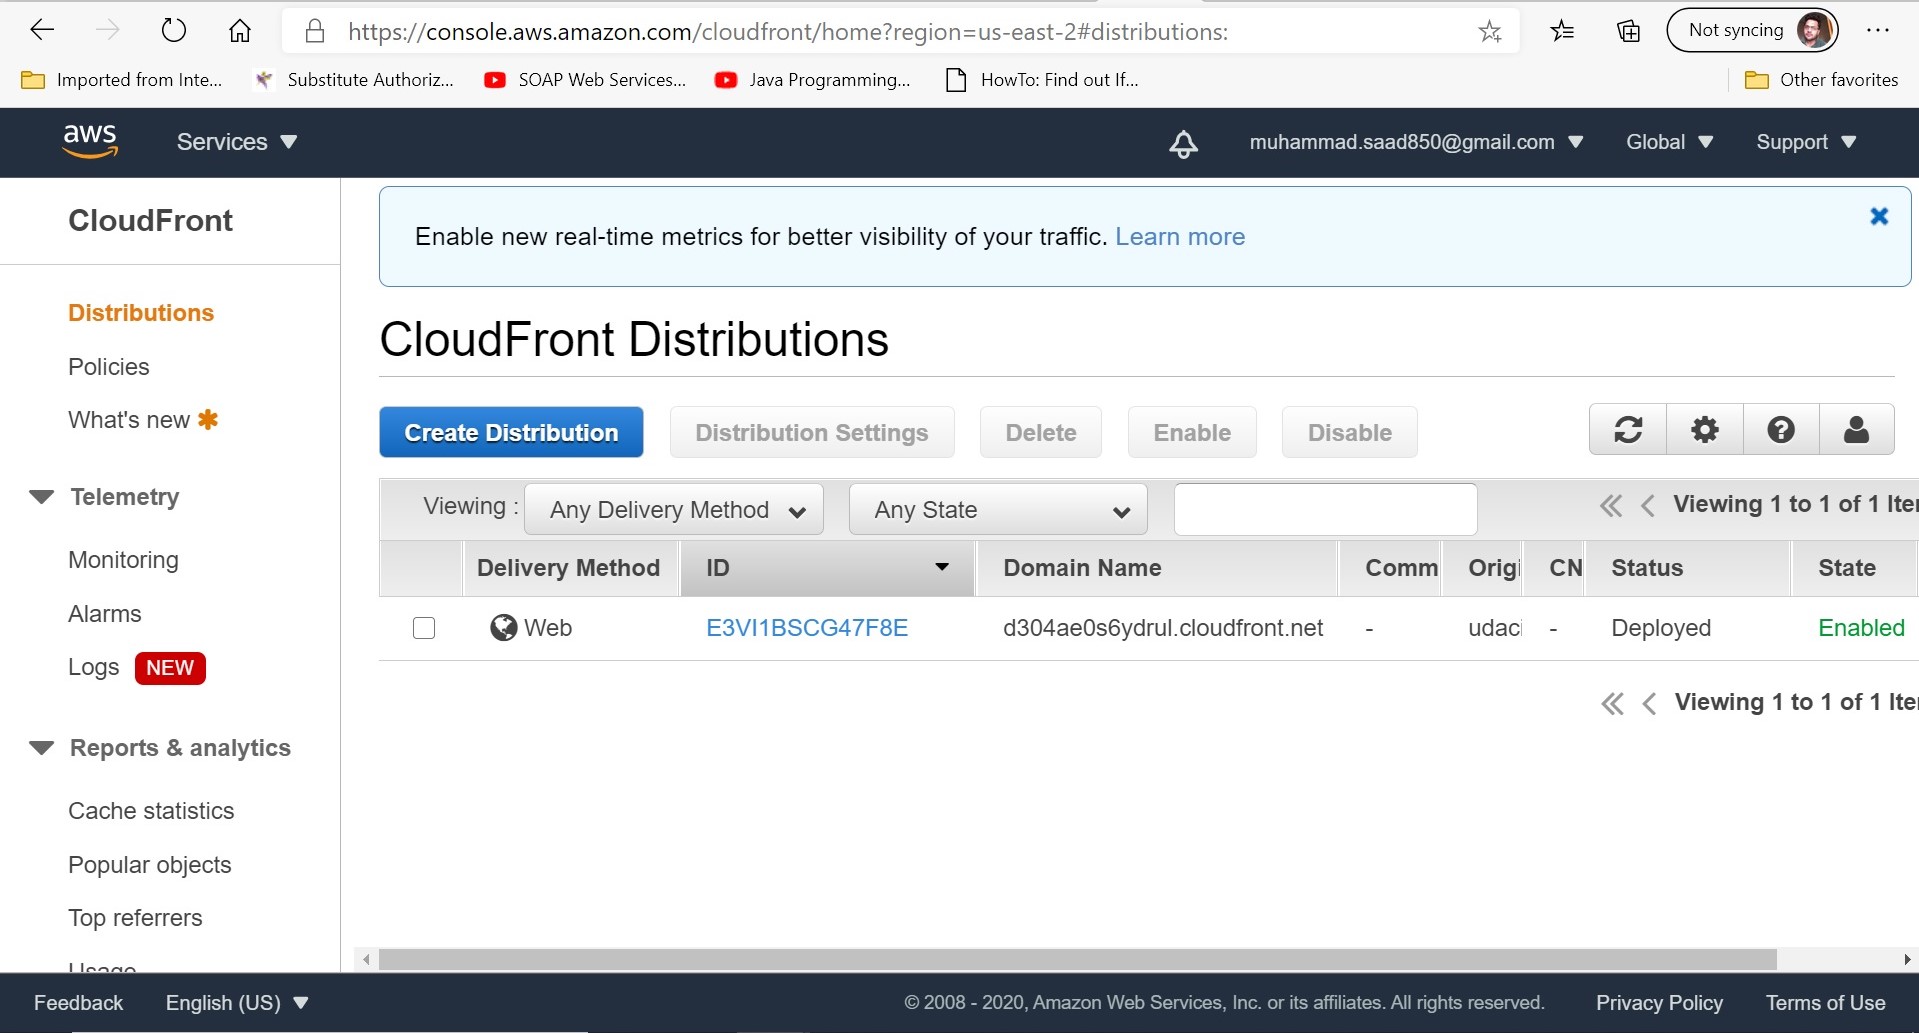 https://console.aws.amazon.com/cloudfront/home?region=us-east-2#distributions:
Not syncing
Imported from Inte...
Substitute Authoriz...
SOAP Web Services...
Java Programming...
HowTo: Find out If...
Other favorites
aws
Services
muhammad.saad850@gmail.com
Global
Support
CloudFront
Distributions
Policies
What's new
Telemetry
Monitoring
Alarms
Logs NEW
Reports & analytics
Cache statistics
Popular objects
Top referrers
Usage
Enable new real-time metrics for better visibility of your traffic. Learn more
CloudFront Distributions
Create Distribution
Distribution Settings
Delete
Enable
Disable
Viewing :
Any Delivery Method
Any State
Viewing 1 to 1 of 1 Ite
Delivery Method ID Domain Name Comm Origi CN Status State
Web E3VI1BSCG47F8E d304ae0s6ydrul.cloudfront.net - udaci - Deployed Enabled
Viewing 1 to 1 of 1 Ite
Feedback
English (US)
© 2008 - 2020, Amazon Web Services, Inc. or its affiliates. All rights reserved.
Privacy Policy
Terms of Use